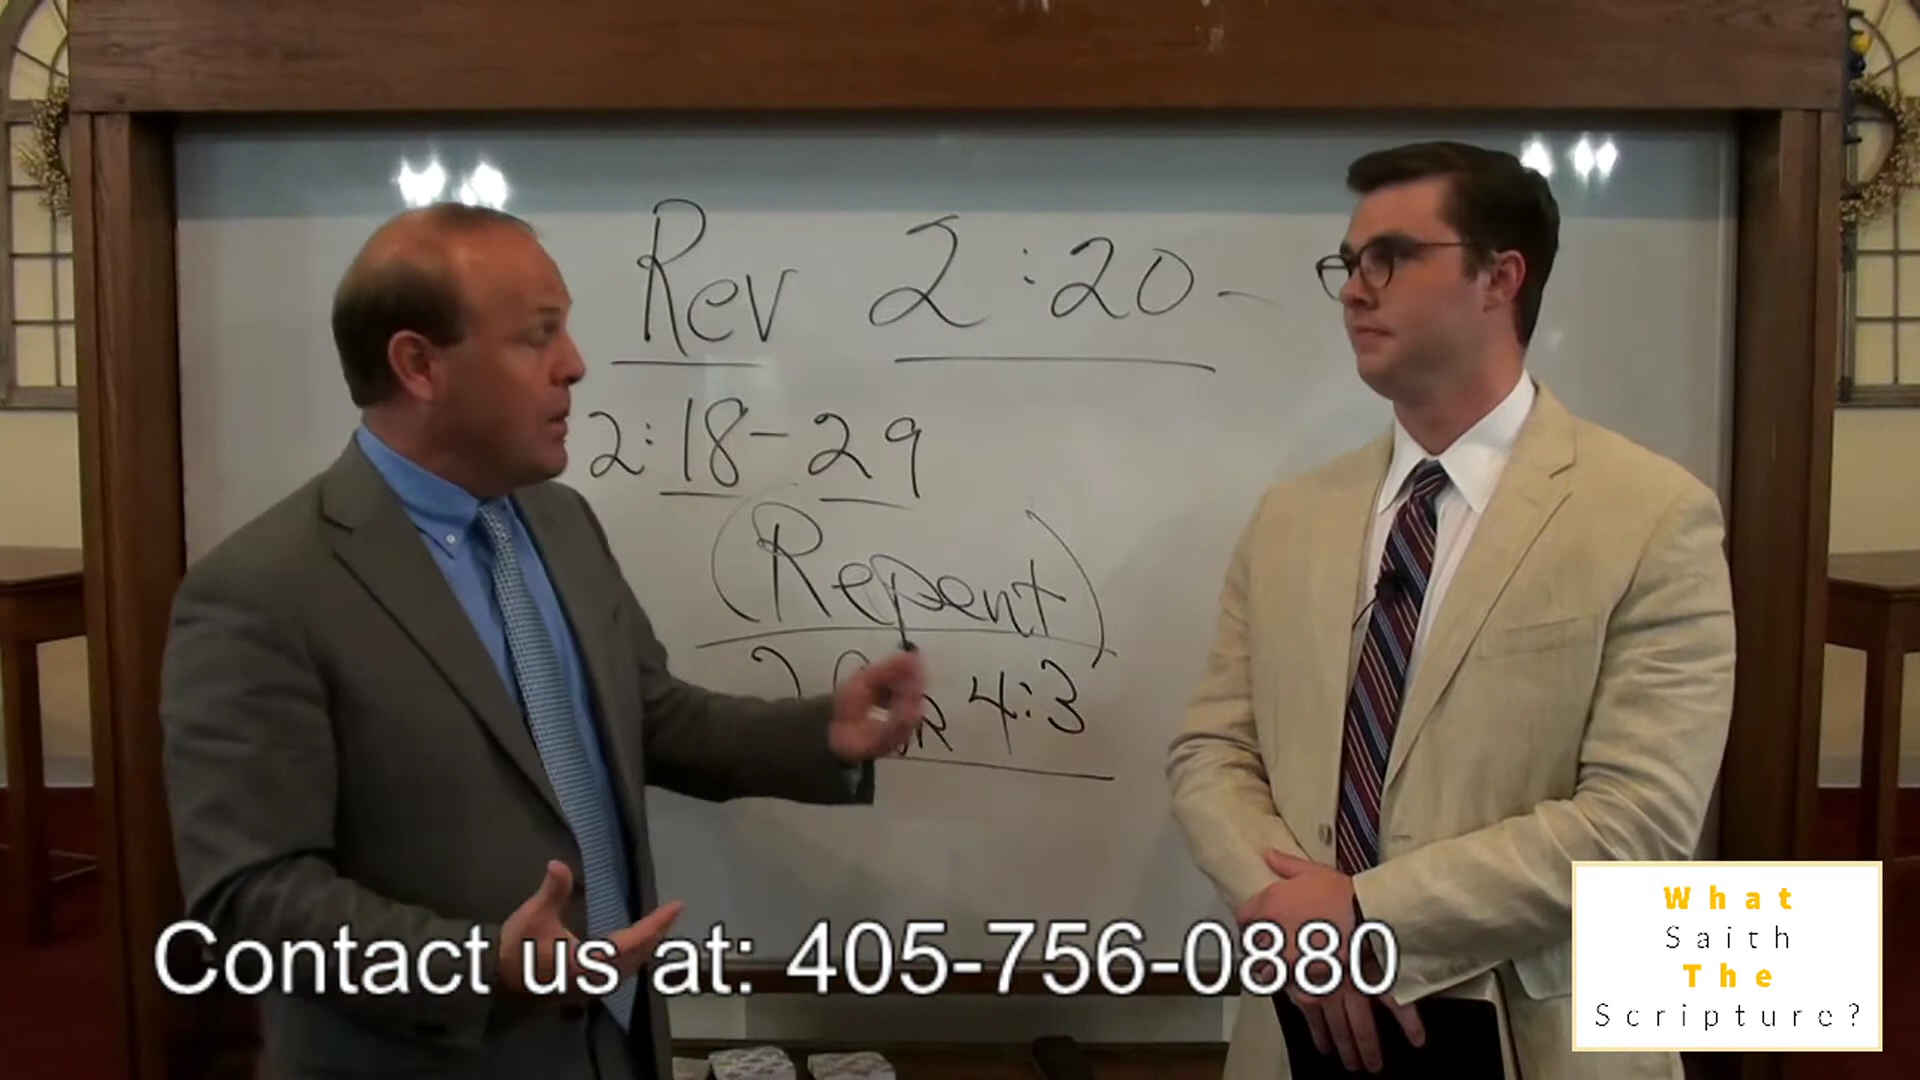 Rev 2:20-
2:18-29
(Repent)
4:3
Contact us at: 405-756-0880
What
Saith
The
Scripture?